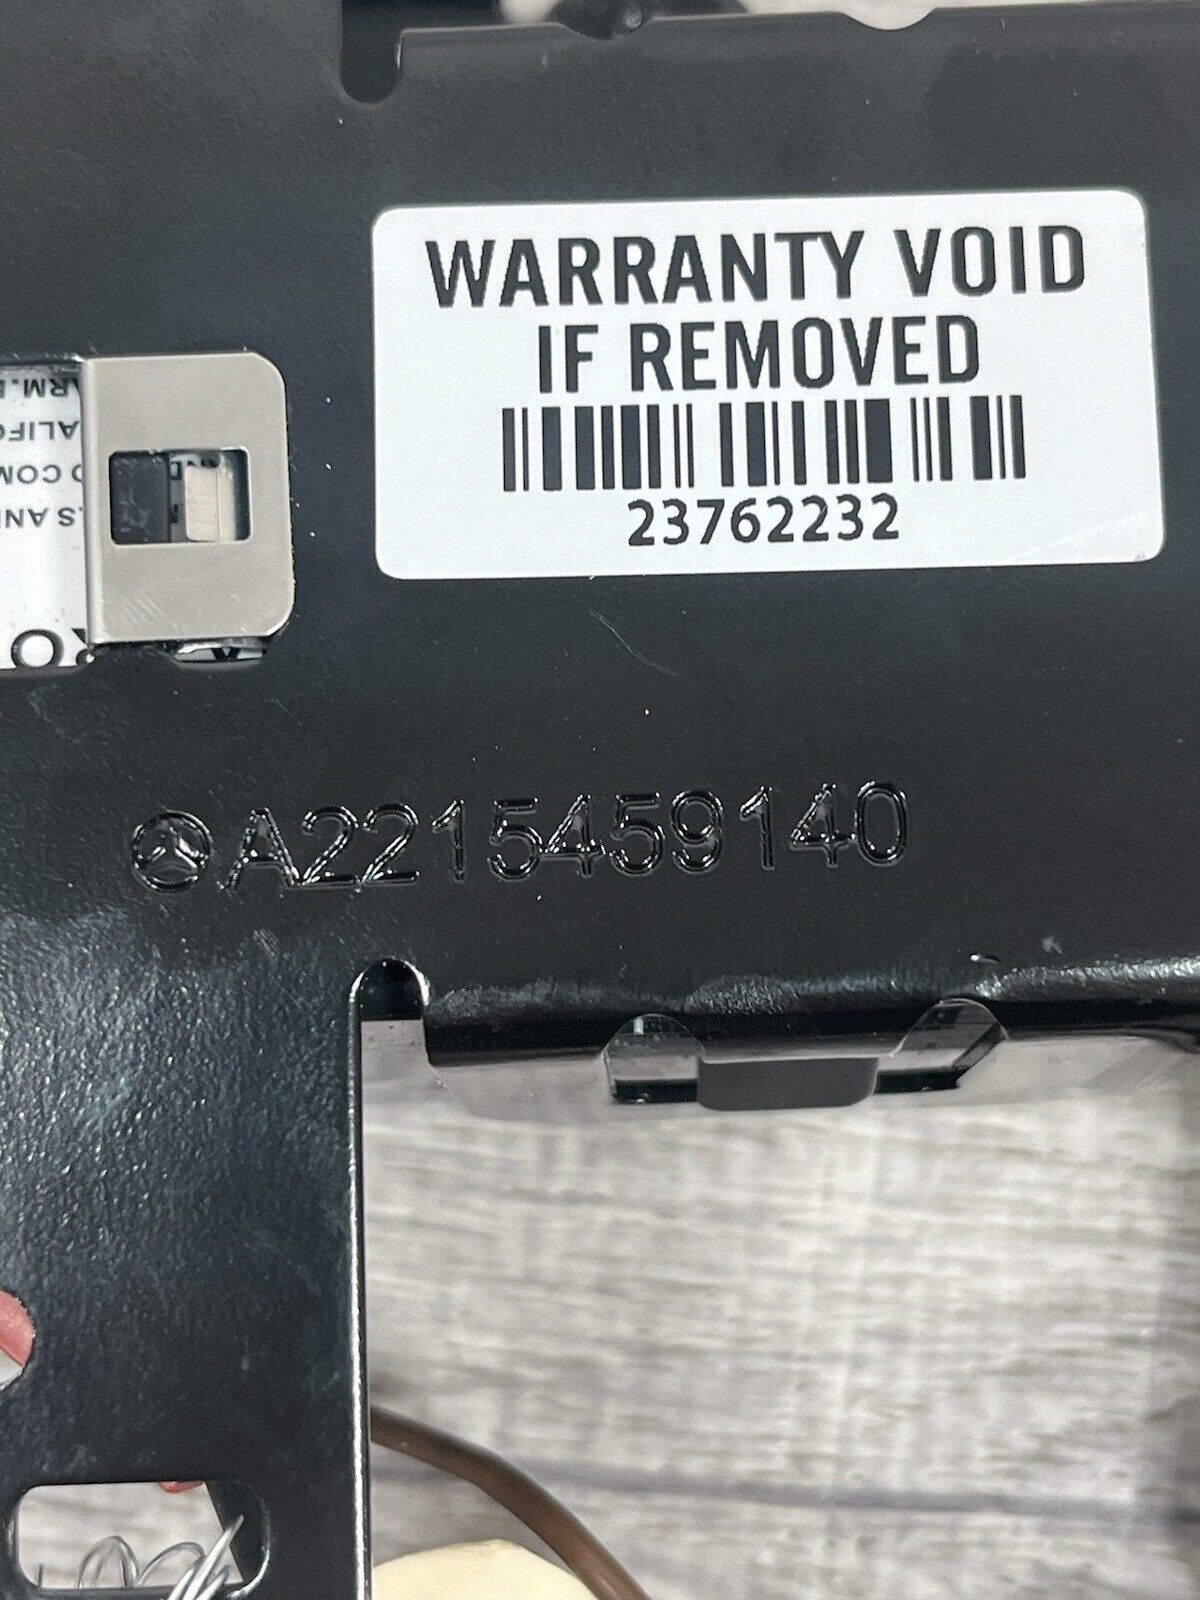 WARRANTY VOID
IF REMOVED
23762232
A2215459140